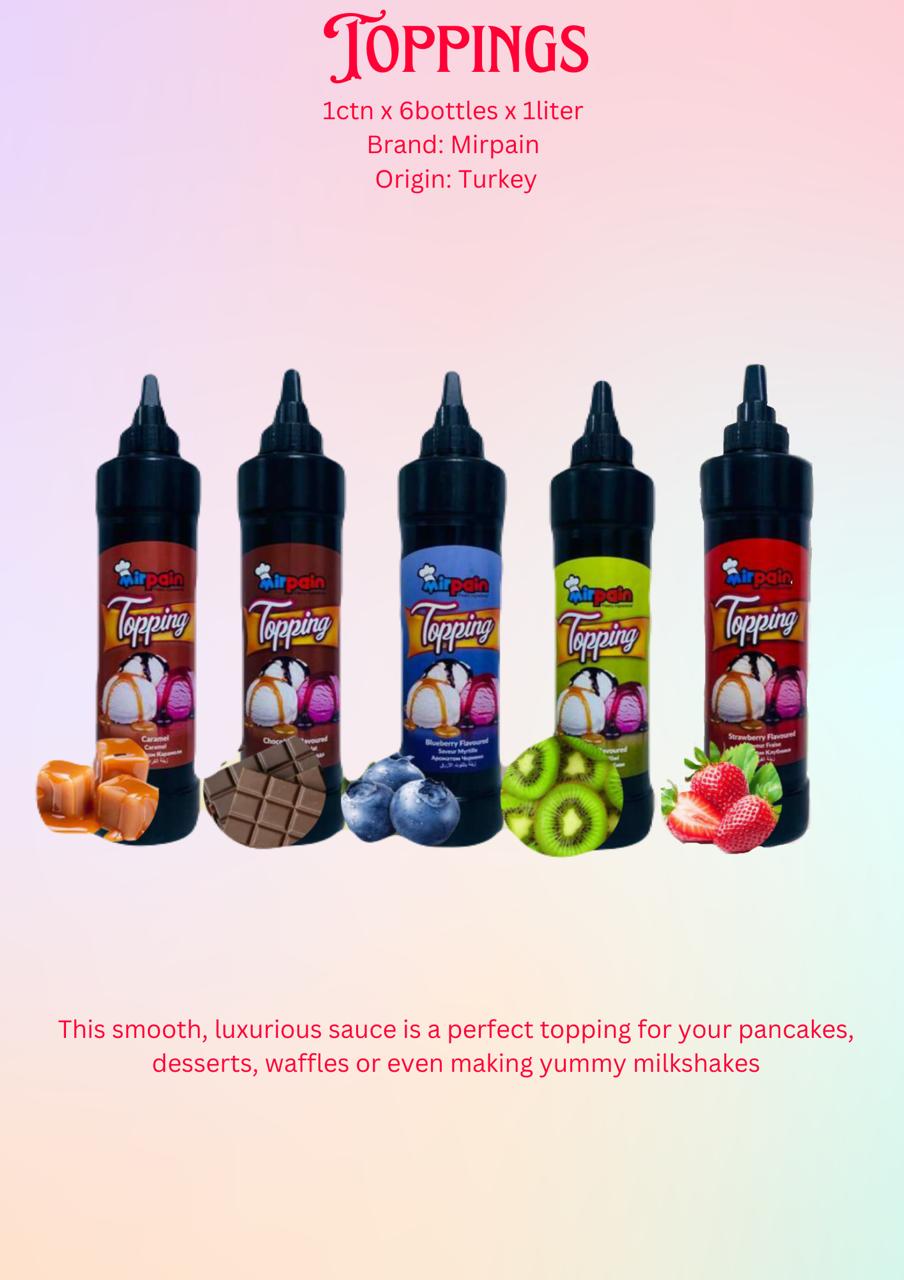 TOPPINGS
1ctn x 6bottles x 1liter
Brand: Mirpain
Origin: Turkey
Mirpain
Topping
Caramel
Caramel
Mirpain
Topping
Mirpain
Topping
Blueberry Flavoured
Saveur Myrtille
Mirpain
Topping
Mirpain
Topping
Strawberry Flavoured
Fraise
This smooth, luxurious sauce is a perfect topping for your pancakes,
desserts, waffles or even making yummy milkshakes